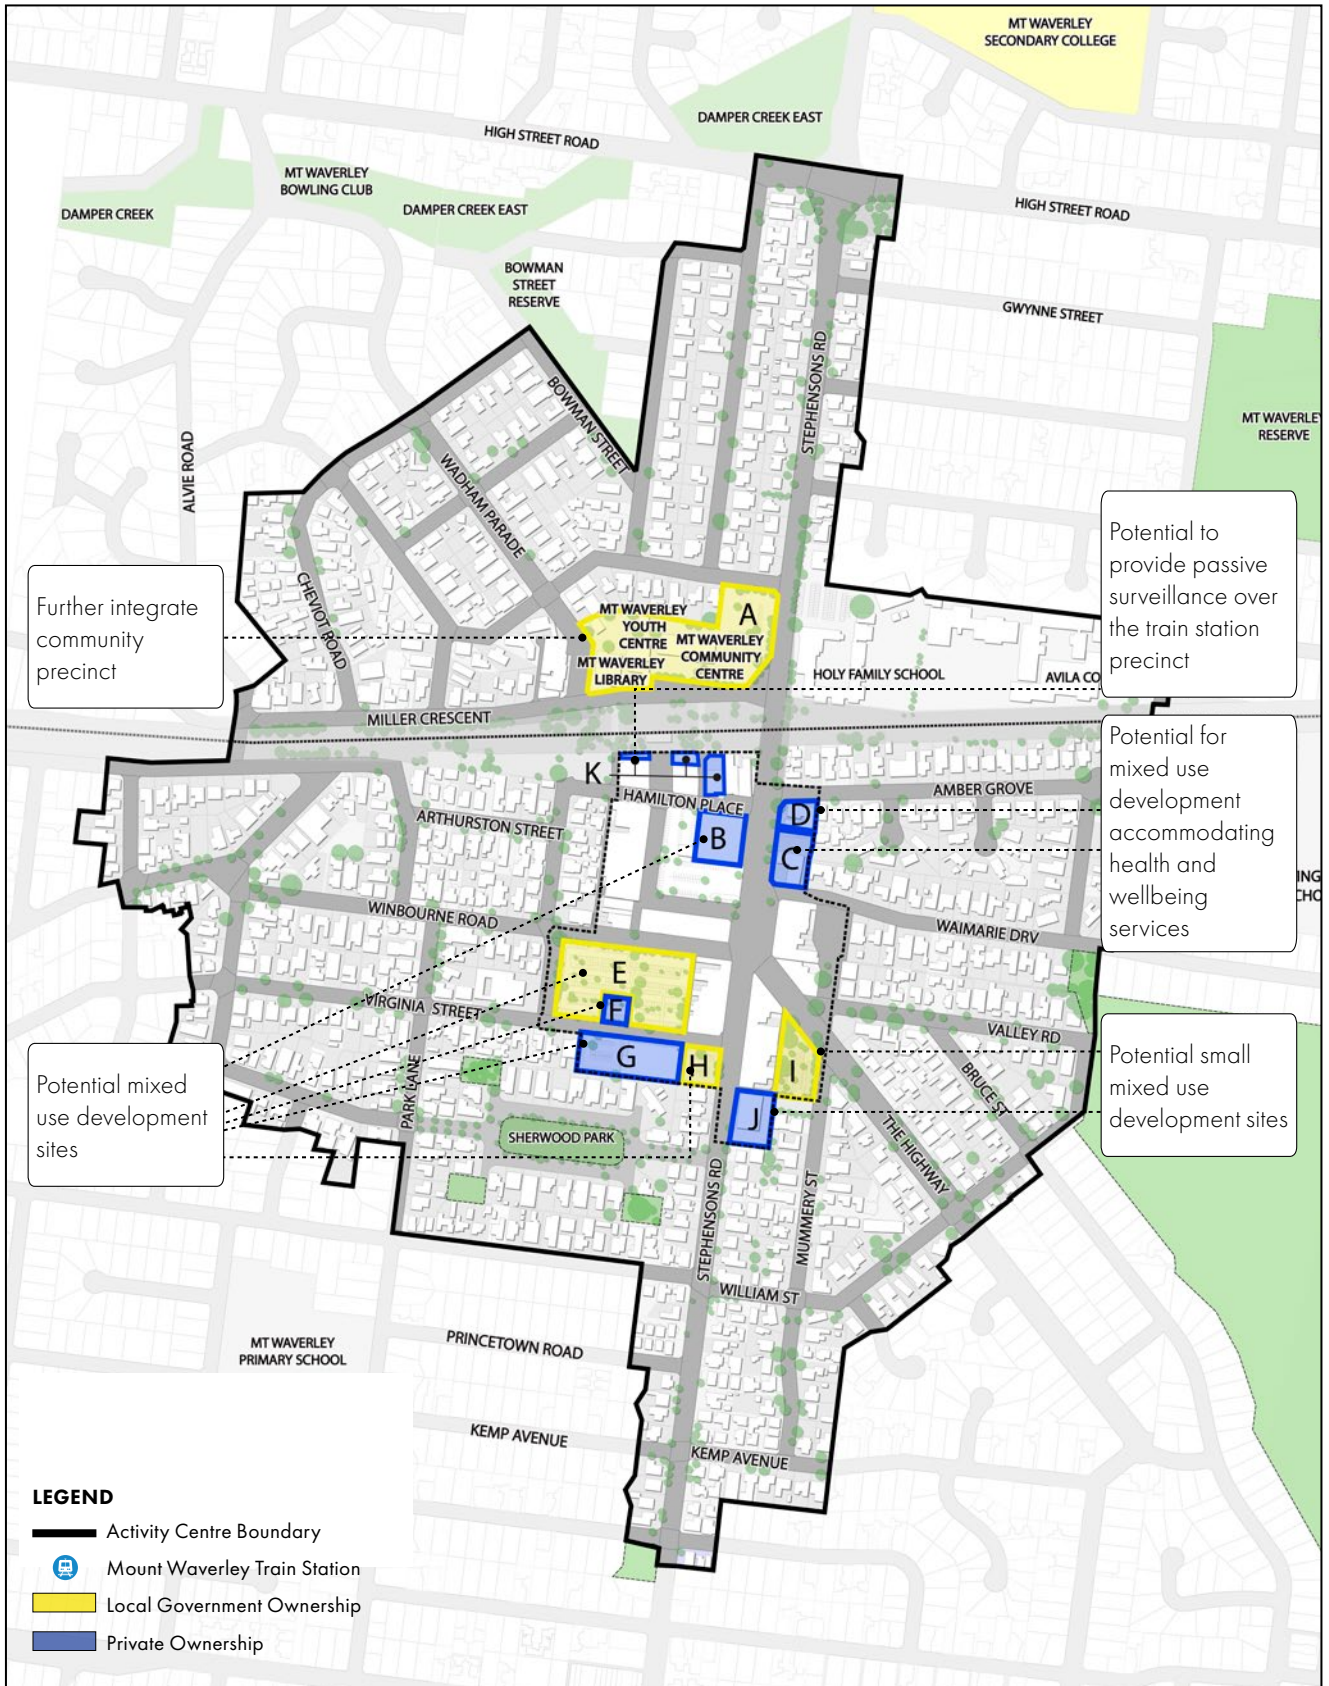 MT WAVERLEY
SECONDARY COLLEGE
DAMPER CREEK EAST
HIGH STREET ROAD
MT WAVERLEY
BOWLING CLUB
DAMPER CREEK
DAMPER CREEK EAST
HIGH STREET ROAD
BOWMAN
STREET
RESERVE
GWYNNE STREET
STEPHENSONS RD
BOWMAN STREET
MT WAVERLEY
RESERVE
ALVIE ROAD
WADHAM PARADE
Potential to
provide passive
surveillance over
the train station
precinct
Further integrate
community
precinct
CHEVIOT ROAD
MT WAVERLEY
YOUTH
CENTRE
A
MT WAVERLEY
COMMUNITY
CENTRE
MT WAVERLEY
LIBRARY
HOLY FAMILY SCHOOL
AVILA CO
MILLER CRESCENT
Potential for
mixed use
development
accommodating
health and
wellbeing
services
K
HAMILTON PLACE
AMBER GROVE
ARTHURSTON STREET
D
B
C
ING
CHO
WINBOURNE ROAD
WAIMARIE DRV
E
F
VIRGINIA STREET
VALLEY RD
Potential mixed
use development
sites
G
H
I
J
Potential small
mixed use
development sites
PARK LANE
BRUCE ST
SHERWOOD PARK
THE HIGHWAY
STEPHENSONS RD
MUMMERY ST
WILLIAM ST
MT WAVERLEY
PRIMARY SCHOOL
PRINCETOWN ROAD
KEMP AVENUE
KEMP AVENUE
LEGEND
Activity Centre Boundary
Mount Waverley Train Station
Local Government Ownership
Private Ownership